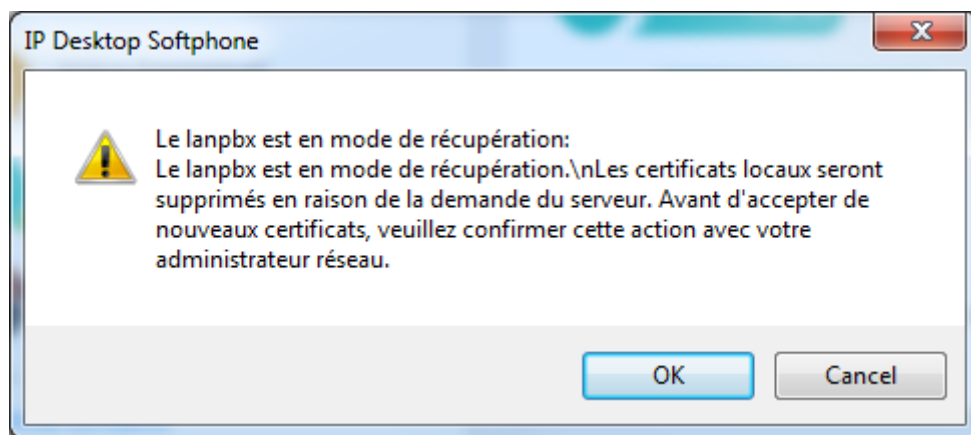 IP Desktop Softphone
Le lanpbx est en mode de récupération:
Le lanpbx est en mode de récupération.\nLes certificats locaux seront
supprimés en raison de la demande du serveur. Avant d'accepter de
nouveaux certificats, veuillez confirmer cette action avec votre
administrateur réseau.
OK
Cancel